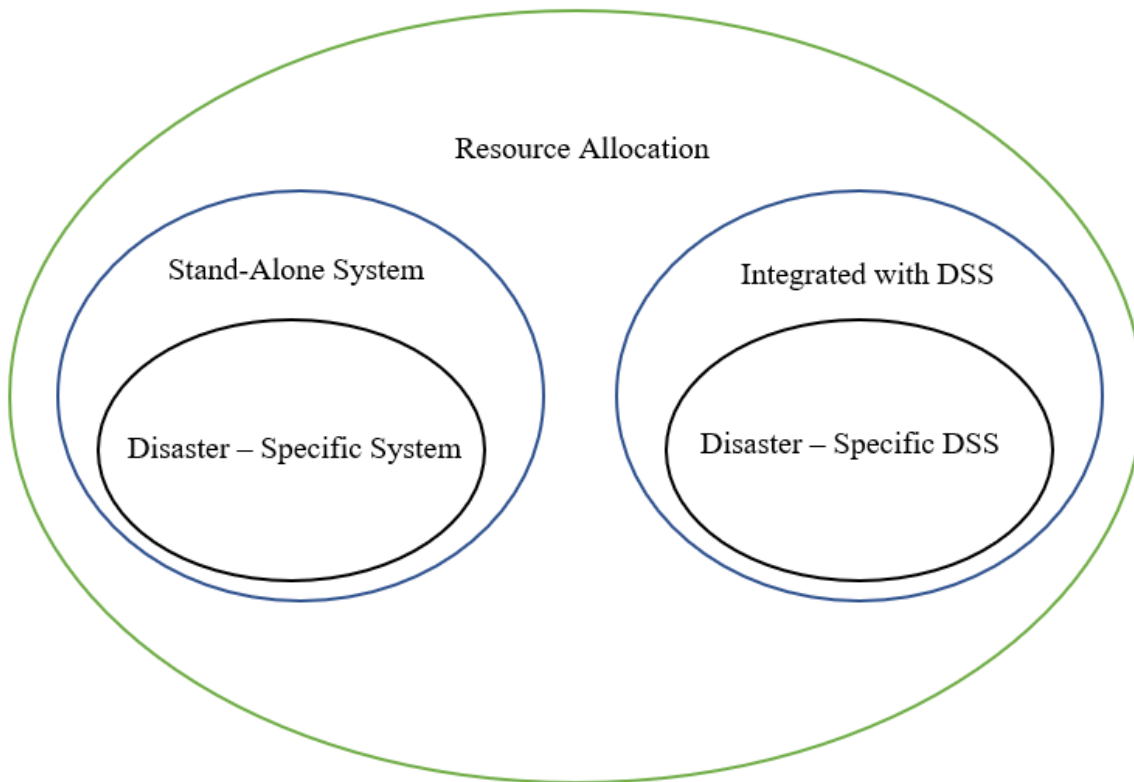 Resource Allocation
Stand-Alone System
Integrated with DSS
Disaster – Specific System
Disaster – Specific DSS